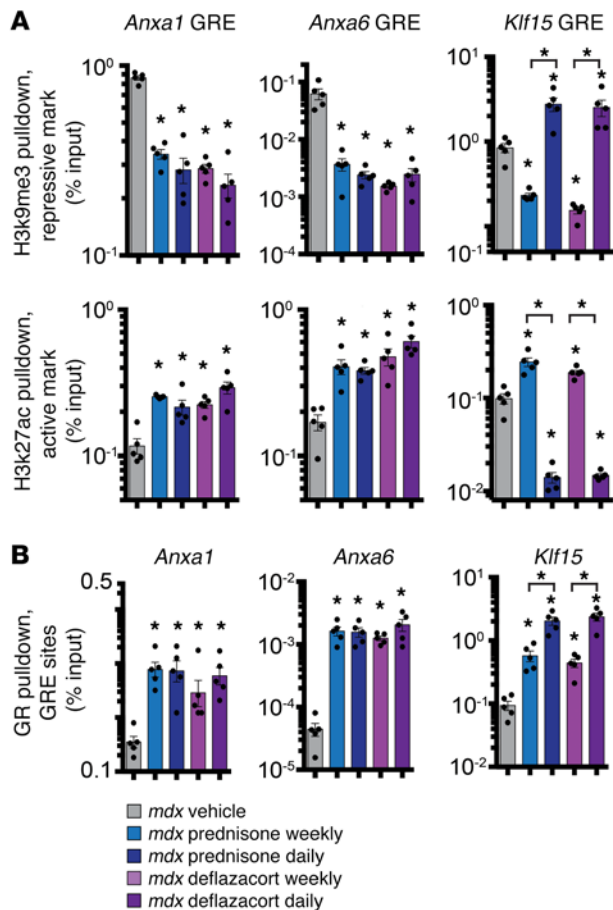 A
Anxa1 GRE
Anxa6 GRE
Klf15 GRE
H3k9me3 pulldown,
repressive mark
(% input)
10^0
10^-1
10^-1
10^-2
10^-3
10^-4
10^1
10^0
10^-1
* * * *
* * * *
* * * * * *
H3k27ac pulldown,
active mark
(% input)
10^0
10^-1
10^0
10^-1
10^0
10^-1
10^-2
* * * *
* * * *
* * * * * *
B
Anxa1
Anxa6
Klf15
GR pulldown,
GRE sites
(% input)
0.5
0.1
10^-2
10^-3
10^-4
10^-5
10^1
10^0
10^-1
10^-2
* * * *
* * * *
* * * * * *
mdx vehicle
mdx prednisone weekly
mdx prednisone daily
mdx deflazacort weekly
mdx deflazacort daily